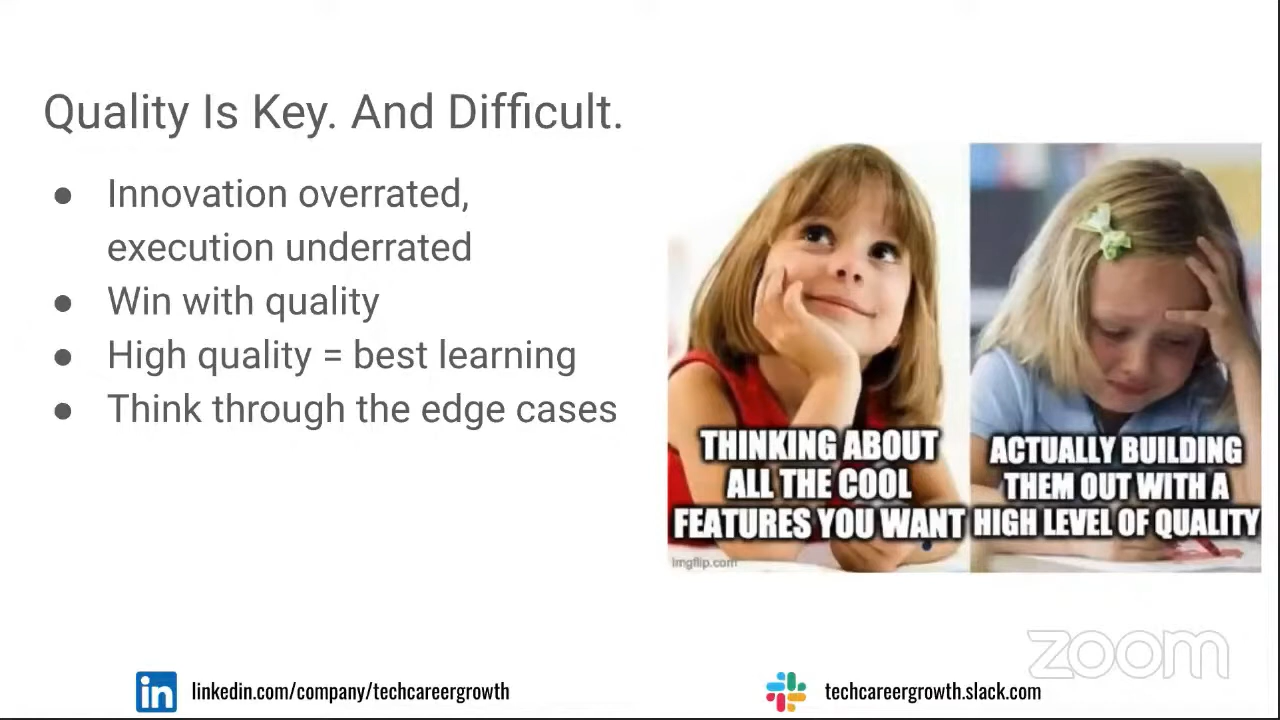 Quality Is Key. And Difficult.
● Innovation overrated,
execution underrated
● Win with quality
● High quality = best learning
● Think through the edge cases
THINKING ABOUT
ALL THE COOL
FEATURES YOU WANT
ACTUALLY BUILDING
THEM OUT WITH A
HIGH LEVEL OF QUALITY
imgflip.com
zoom
in linkedin.com/company/techcareergrowth
techcareergrowth.slack.com